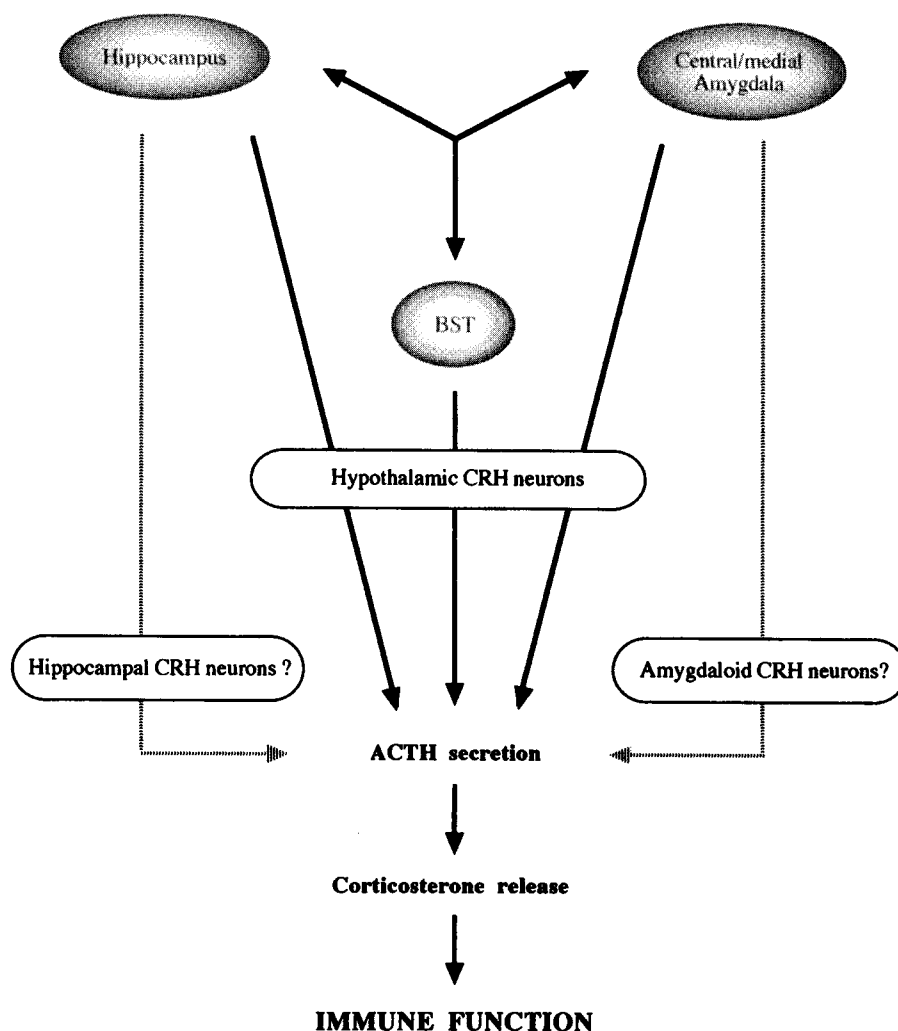 Hippocampus
Central/medial
Amygdala
BST
Hypothalamic CRH neurons
Hippocampal CRH neurons ?
Amygdaloid CRH neurons?
ACTH secretion
Corticosterone release
IMMUNE FUNCTION